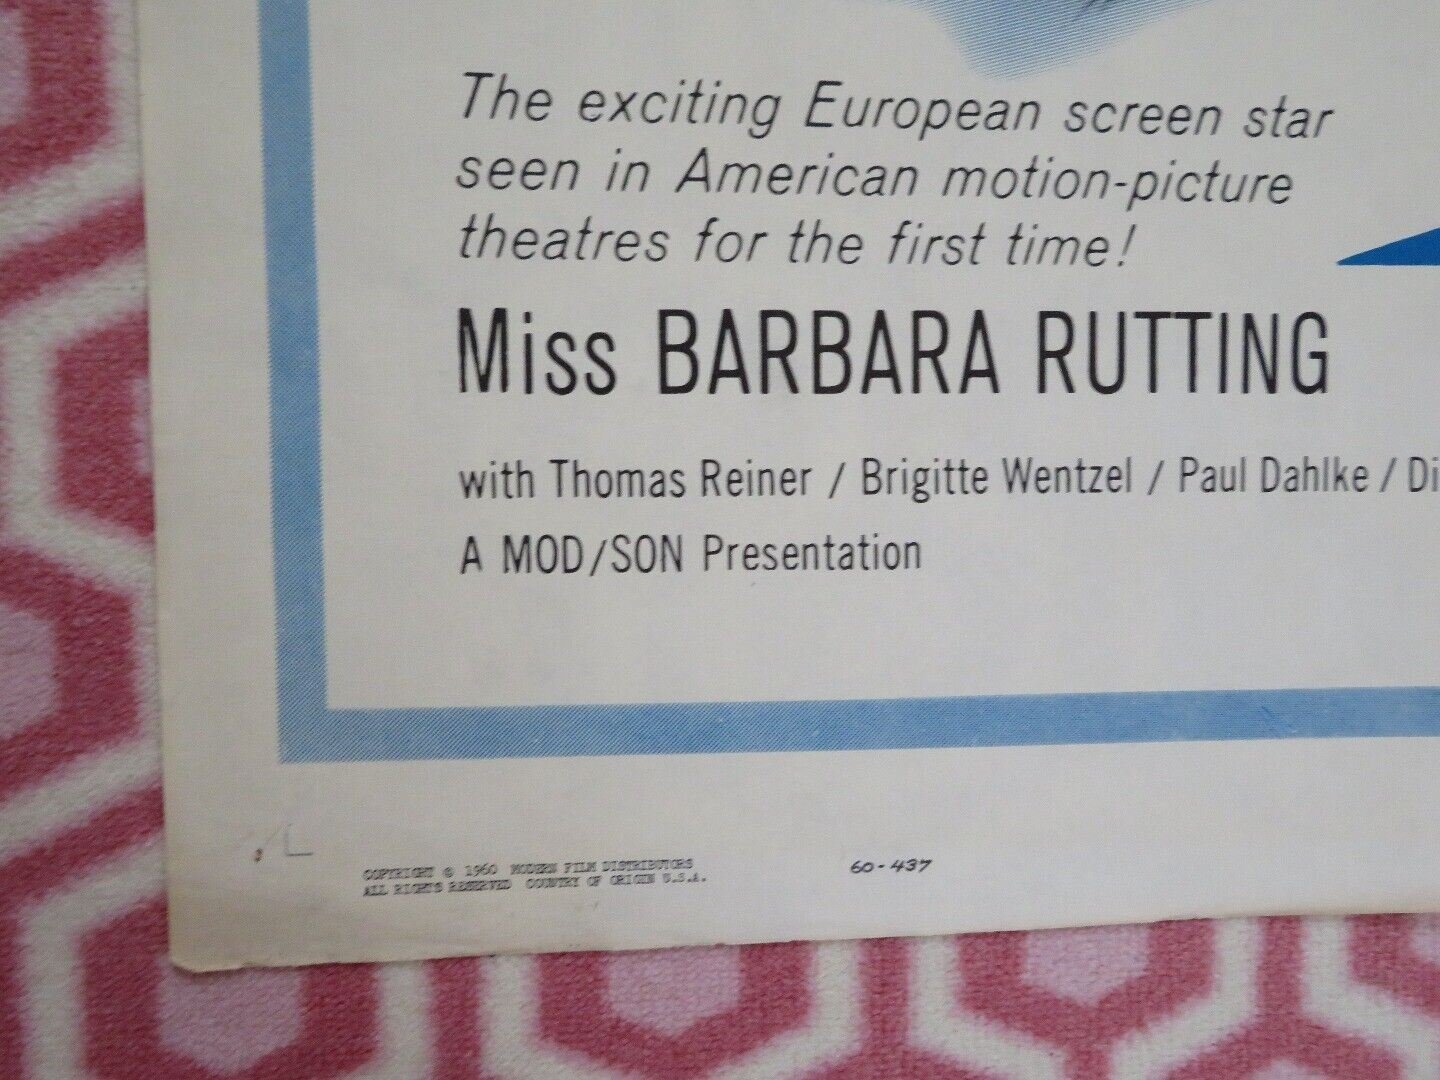 The exciting European screen star
seen in American motion-picture
theatres for the first time!
Miss BARBARA RUTTING
with Thomas Reiner / Brigitte Wentzel / Paul Dahlke / Di
A MOD/SON Presentation
COPYRIGHT © 1960 MODERN FILM DISTRIBUTORS
ALL RIGHTS RESERVED COUNTRY OF ORIGIN U.S.A.
60-437